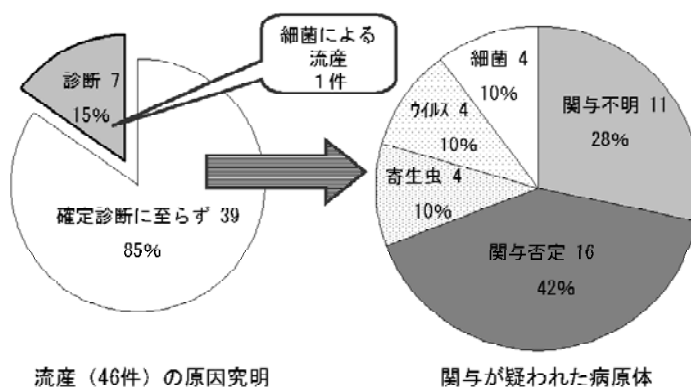 細菌による
流産
1件
診断 7
15%
確定診断に至らず 39
85%
細菌 4
10%
ウイルス 4
10%
寄生虫 4
10%
関与不明 11
28%
関与否定 16
42%
流産（46件）の原因究明
関与が疑われた病原体